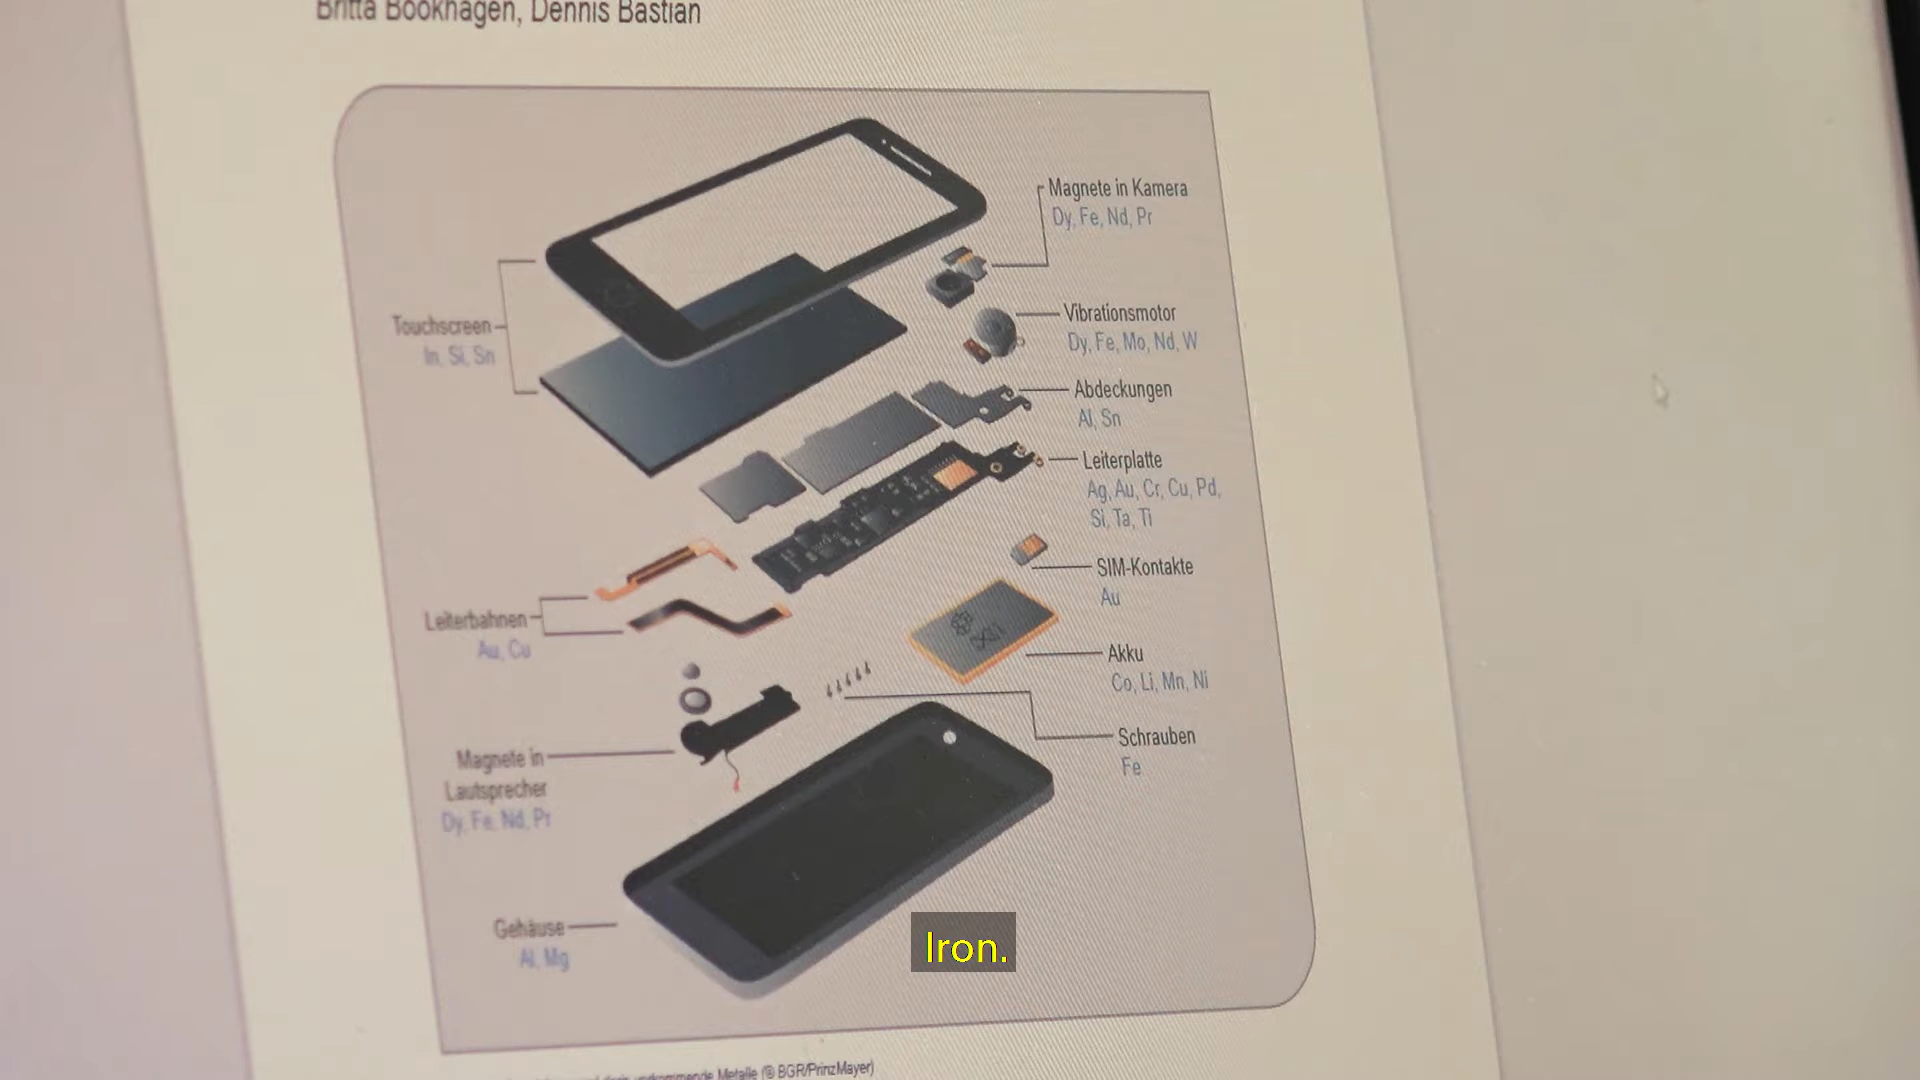 Britta Bookhagen, Dennis Bastian
Magnete in Kamera
Dy, Fe, Nd, Pr
Vibrationsmotor
Dy, Fe, Mo, Nd, W
Touchscreen
In, Si, Sn
Abdeckungen
Al, Sn
Leiterplatte
Ag, Au, Cr, Cu, Pd,
Si, Ta, Ti
SIM-Kontakte
Au
Leiterbahnen
Au, Cu
Akku
Co, Li, Mn, Ni
Schrauben
Fe
Magnete in
Lautsprecher
Dy, Fe, Nd, Pr
Gehäuse
Al, Mg
Iron.
vorkommende Metalle (© BGR/PrinzMayer)